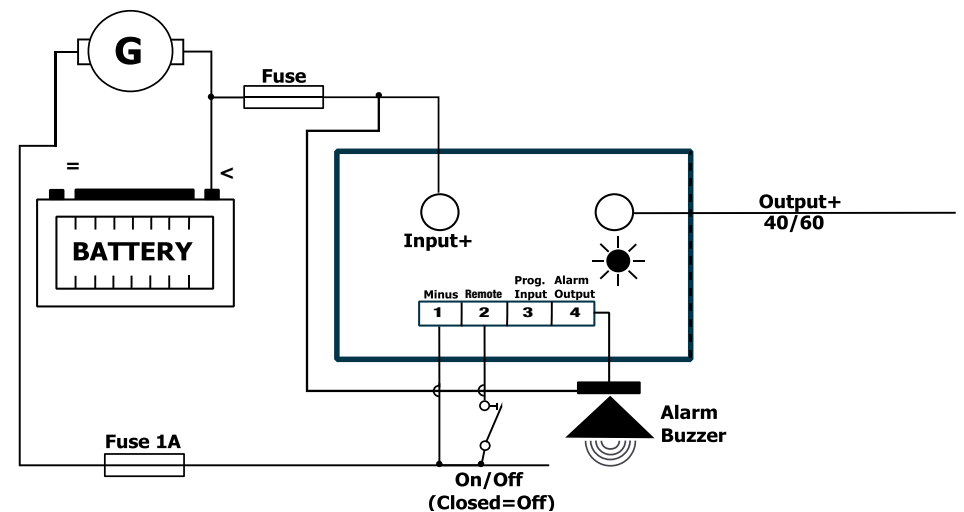 G
Fuse
=
<
BATTERY
Input+
Output+
40/60
Prog. Alarm
Minus Remote Input Output
1 2 3 4
Alarm
Buzzer
Fuse 1A
On/Off
(Closed=Off)